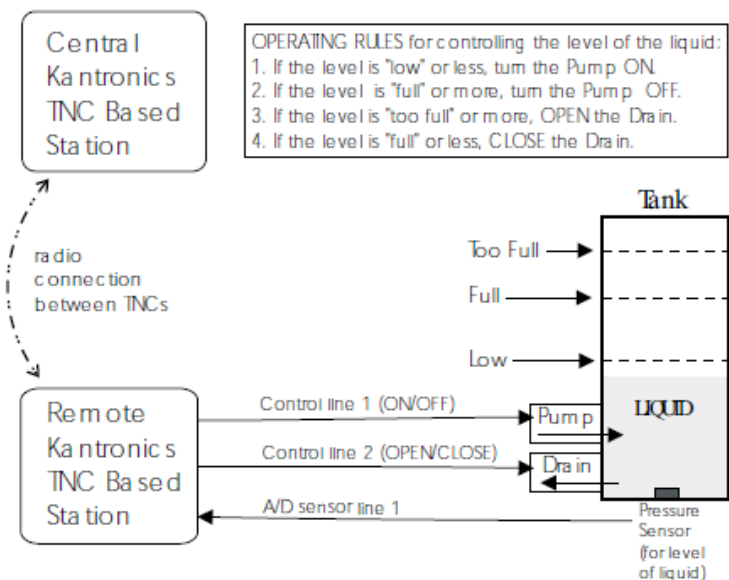 Central
Kantronics
TNC Based
Station
OPERATING RULES for controlling the level of the liquid:
1. If the level is "low" or less, turn the Pump ON.
2. If the level is "full" or more, turn the Pump OFF.
3. If the level is "too full" or more, OPEN the Drain.
4. If the level is "full" or less, CLOSE the Drain.
Tank
Too Full
Full
Low
radio
connection
between TNCs
Remote
Kantronics
TNC Based
Station
Control line 1 (ON/OFF)
Control line 2 (OPEN/CLOSE)
A/D sensor line 1
Pump
Drain
LIQUID
Pressure
Sensor
(for level
of liquid)